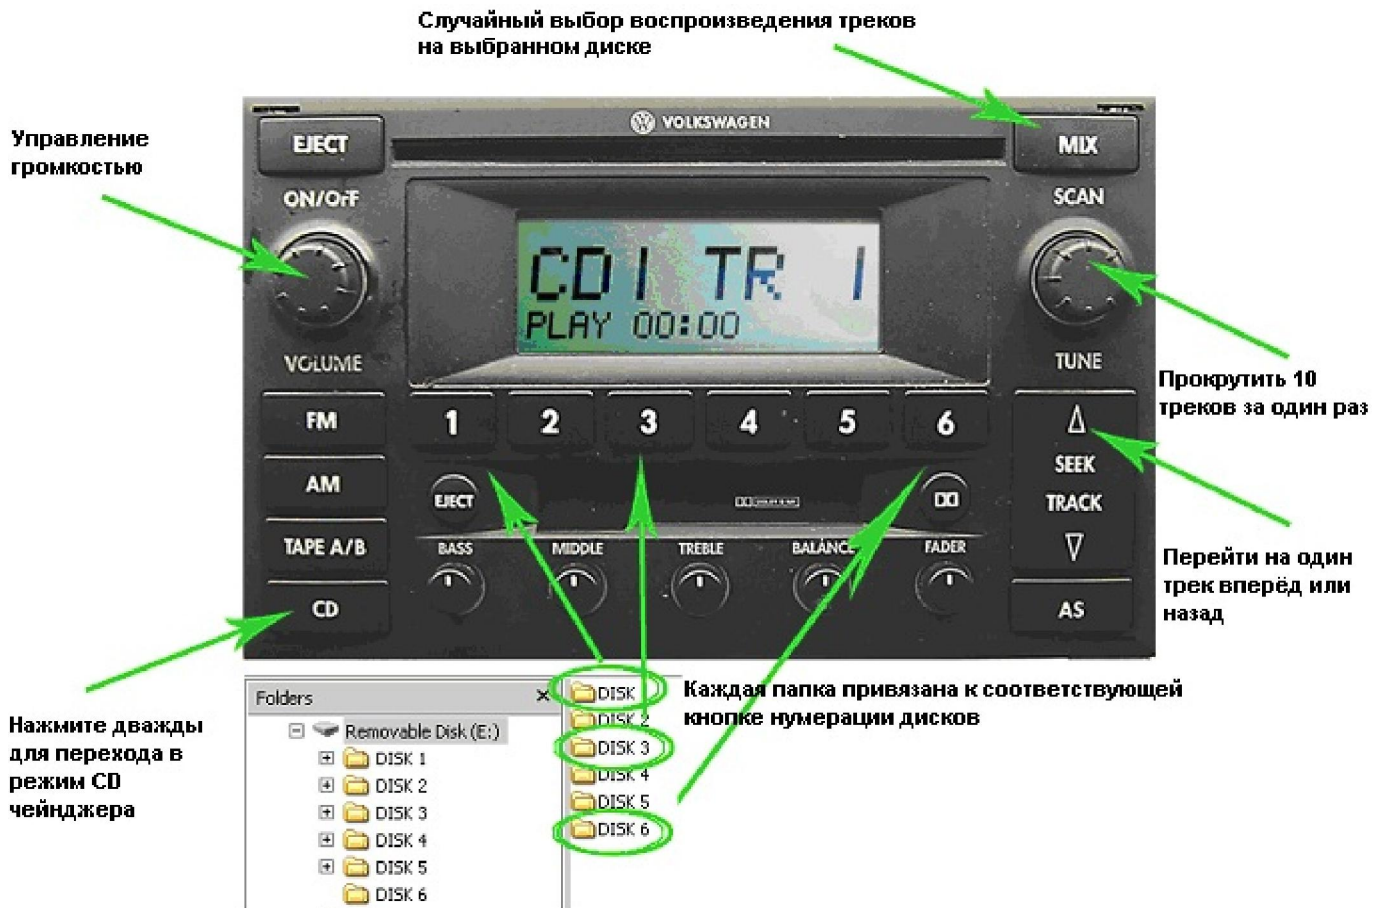 Случайный выбор воспроизведения треков
на выбранном диске
Управление
громкостью
EJECT
VOLKSWAGEN
MIX
ON/OFF
SCAN
CD1 TR 1
PLAY 00:00
VOLUME
TUNE
Прокрутить 10
треков за один раз
FM
1 2 3 4 5 6
AM
SEEK
EJECT
TRACK
TAPE A/B
BASS MIDDLE TREBLE BALANCE FADER
Перейти на один
трек вперёд или
назад
CD
AS
Нажмите дважды
для перехода в
режим CD
чейнджера
Folders x
Removable Disk (E:)
DISK 1
DISK 2
DISK 3
DISK 4
DISK 5
DISK 6
DISK
DISK 2
DISK 3
DISK 4
DISK 5
DISK 6
Каждая папка привязана к соответствующей
кнопке нумерации дисков